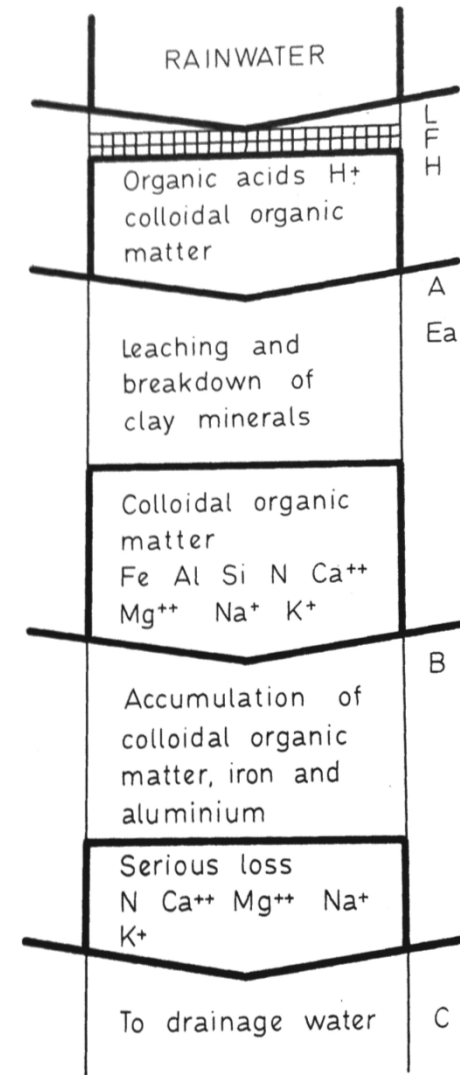 RAINWATER
L
F
H
Organic acids H+
colloidal organic
matter
A
Ea
Leaching and
breakdown of
clay minerals
Colloidal organic
matter
Fe Al Si N Ca++
Mg++ Na+ K+
B
Accumulation of
colloidal organic
matter, iron and
aluminium
Serious loss
N Ca++ Mg++ Na+
K+
To drainage water C